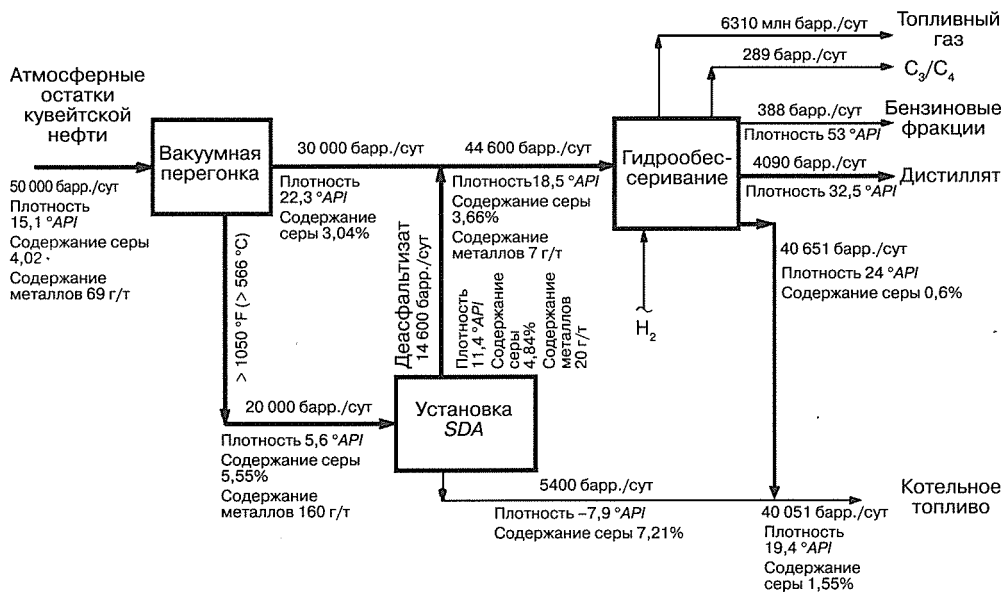 6310 млн барр./сут
Топливный
газ
289 барр./сут
C₃/C₄
Атмосферные
остатки
кувейтской
нефти
388 барр./сут
Бензиновые
фракции
Плотность 53 °API
Вакуумная
перегонка
30 000 барр./сут
44 600 барр./сут
Гидрообес-
серивание
4090 барр./сут
Дистиллят
Плотность 32,5 °API
50 000 барр./сут
Плотность
15,1 °API
Содержание серы
4,02
Содержание
металлов 69 г/т
Плотность
22,3 °API
Содержание
серы 3,04%
Плотность 18,5 °API
Содержание серы
3,66%
Содержание
металлов 7 г/т
40 651 барр./сут
Плотность 24 °API
Содержание серы 0,6%
H₂
> 1050 °F (> 566 °C)
Деасфальтизат
14 600 барр./сут
Плотность
11,4 °API
Содержание
серы
4,84%
Содержание
металлов
20 г/т
20 000 барр./сут
Установка
SDA
Плотность 5,6 °API
Содержание серы
5,55%
Содержание
металлов 160 г/т
5400 барр./сут
Плотность –7,9 °API
Содержание серы 7,21%
Котельное
топливо
40 051 барр./сут
Плотность
19,4 °API
Содержание
серы 1,55%